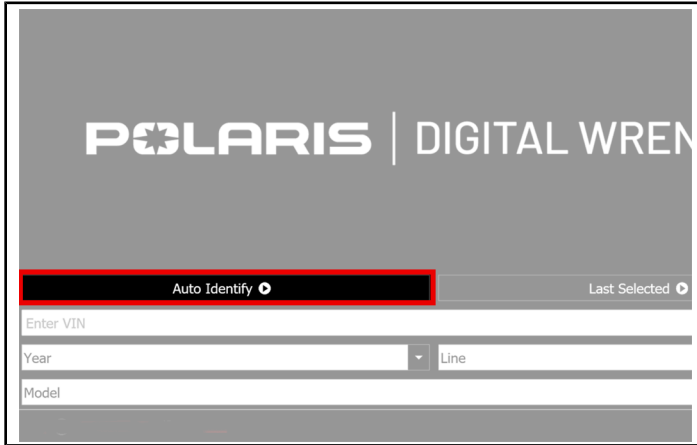 POLARIS | DIGITAL WREN
Auto Identify
Last Selected
Enter VIN
Year
Line
Model